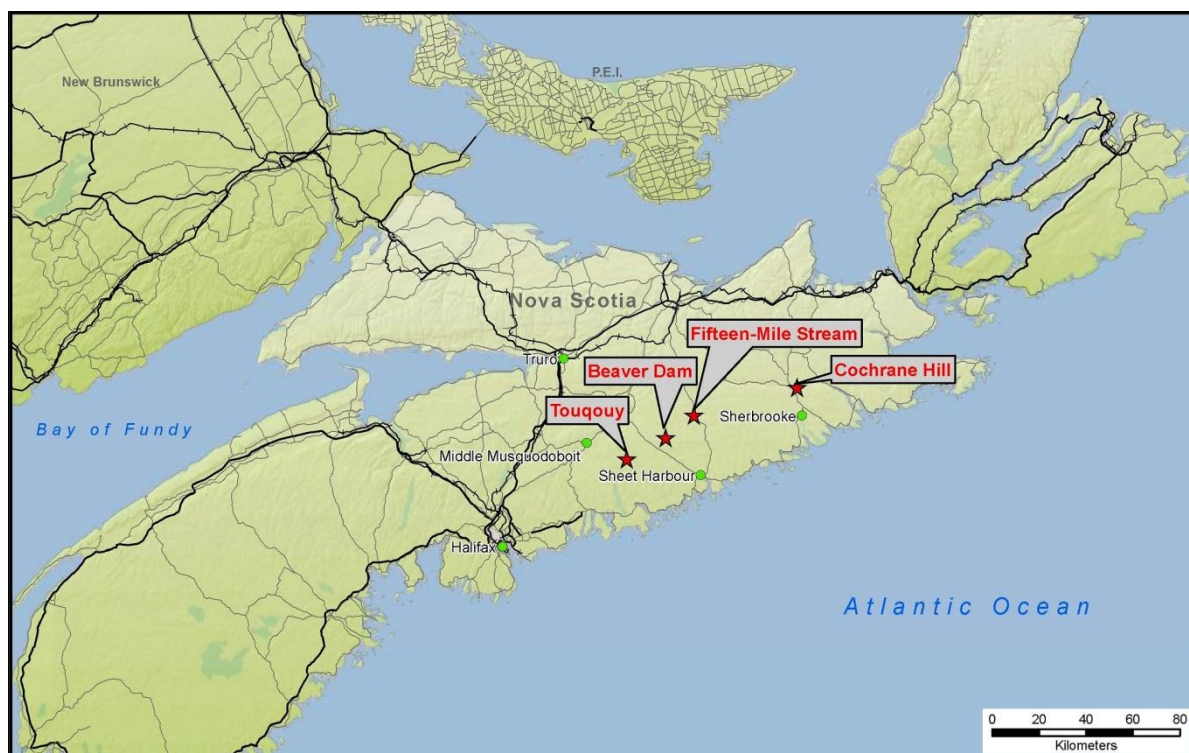 New Brunswick
P.E.I.
Nova Scotia
Fifteen-Mile Stream
Truro
Beaver Dam
Cochrane Hill
Touqouy
Sherbrooke
Bay of Fundy
Middle Musquodoboit
Sheet Harbour
Halifax
Atlantic Ocean
0 20 40 60 80
Kilometers